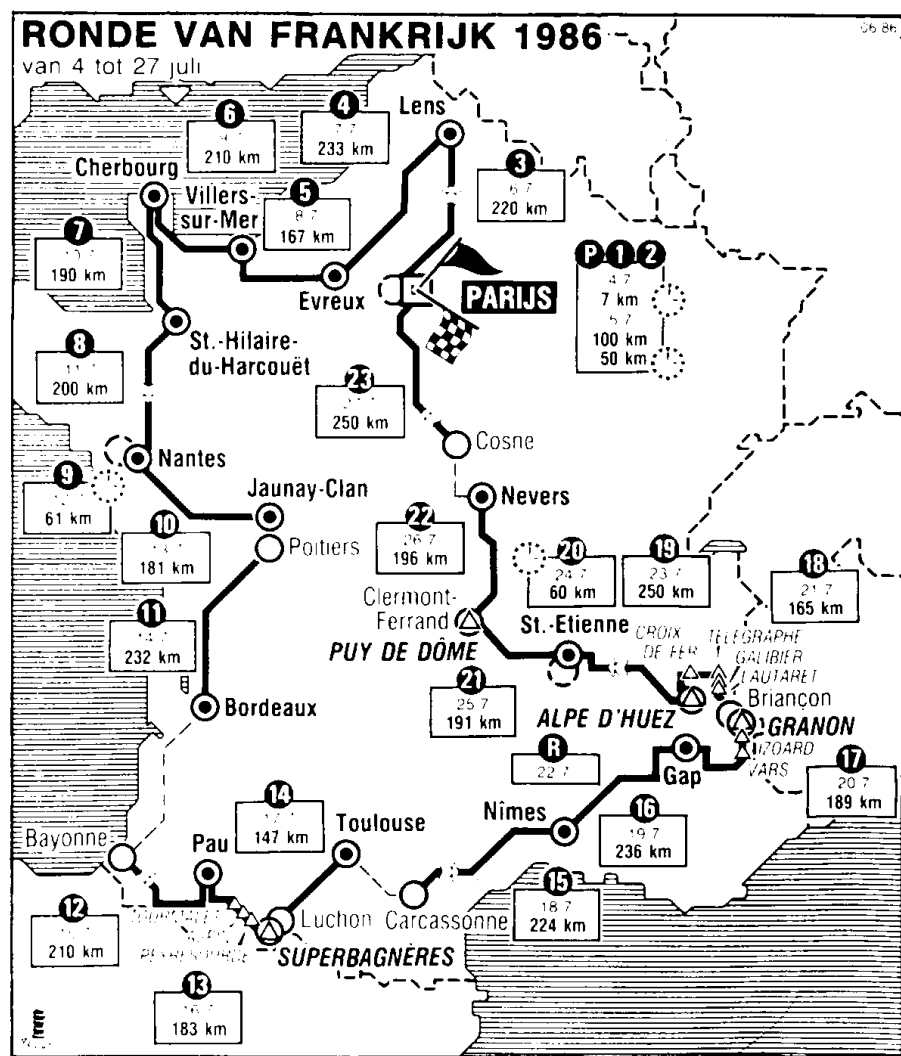 RONDE VAN FRANKRIJK 1986
06 86
van 4 tot 27 juli
6
210 km
4
7.7
233 km
Lens
3
6.7
220 km
Cherbourg
Villers-
sur-Mer
5
8.7
167 km
7
190 km
Evreux
PARIJS
P 1 2
4.7
7 km
5.7
100 km
50 km
St.-Hilaire-
du-Harcouët
8
200 km
23
250 km
Cosne
Nantes
9
61 km
Jaunay-Clan
Nevers
10
181 km
Poitiers
22
26.7
196 km
20
24.7
60 km
19
23.7
250 km
18
21.7
165 km
Clermont-
Ferrand
PUY DE DÔME
St.-Etienne
11
232 km
CROIX
DE FER
TELEGRAPHE
GALIBIER
LAUTARET
21
25.7
191 km
Bordeaux
ALPE D'HUEZ
Briançon
GRANON
IZOARD
VARS
R
22.7
Gap
17
20.7
189 km
14
147 km
Toulouse
Nîmes
16
19.7
236 km
Bayonne
Pau
15
18.7
224 km
12
210 km
Luchon
Carcassonne
SUPERBAGNÈRES
13
16.7
183 km